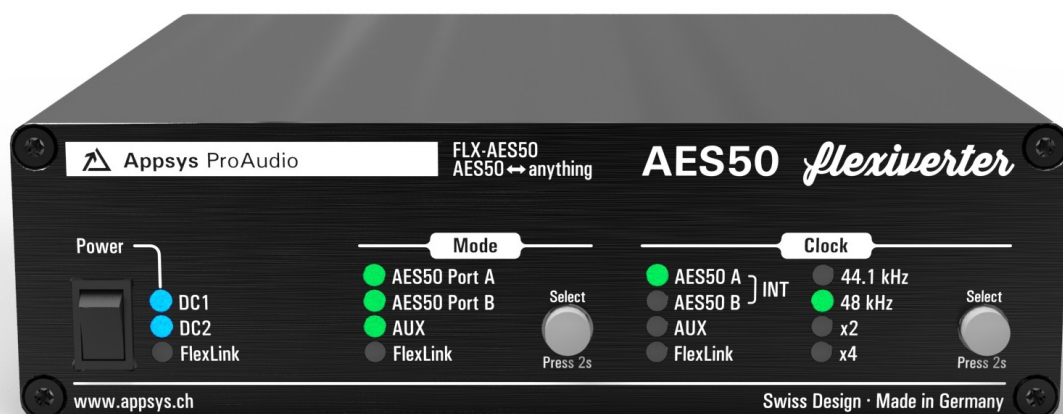 Appsys ProAudio
FLX-AES50
AES50 ↔ anything
AES50 flexiverter
Power
DC1
DC2
FlexLink
Mode
AES50 Port A
AES50 Port B
AUX
FlexLink
Select
Press 2s
Clock
AES50 A
AES50 B
INT
AUX
FlexLink
44.1 kHz
48 kHz
x2
x4
Select
Press 2s
www.appsys.ch
Swiss Design · Made in Germany